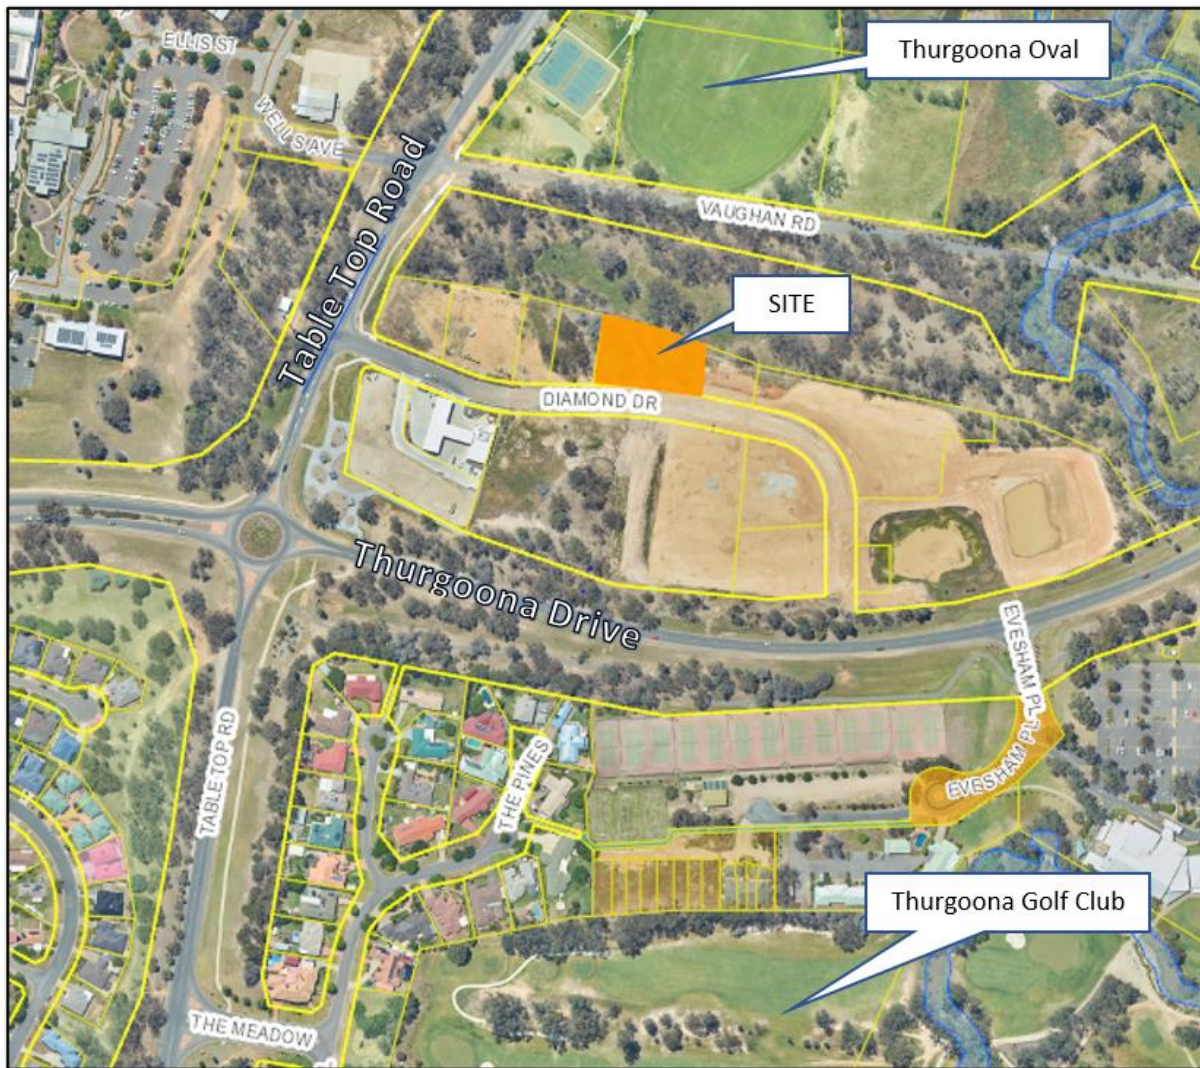 ELLIS ST
Thurgoona Oval
WELLS AVE
Table Top Road
VAUGHAN RD
SITE
DIAMOND DR
Thurgoona Drive
EVESHAM PL
EVESHAM PL
TABLE TOP RD
THE PINES
Thurgoona Golf Club
THE MEADOW